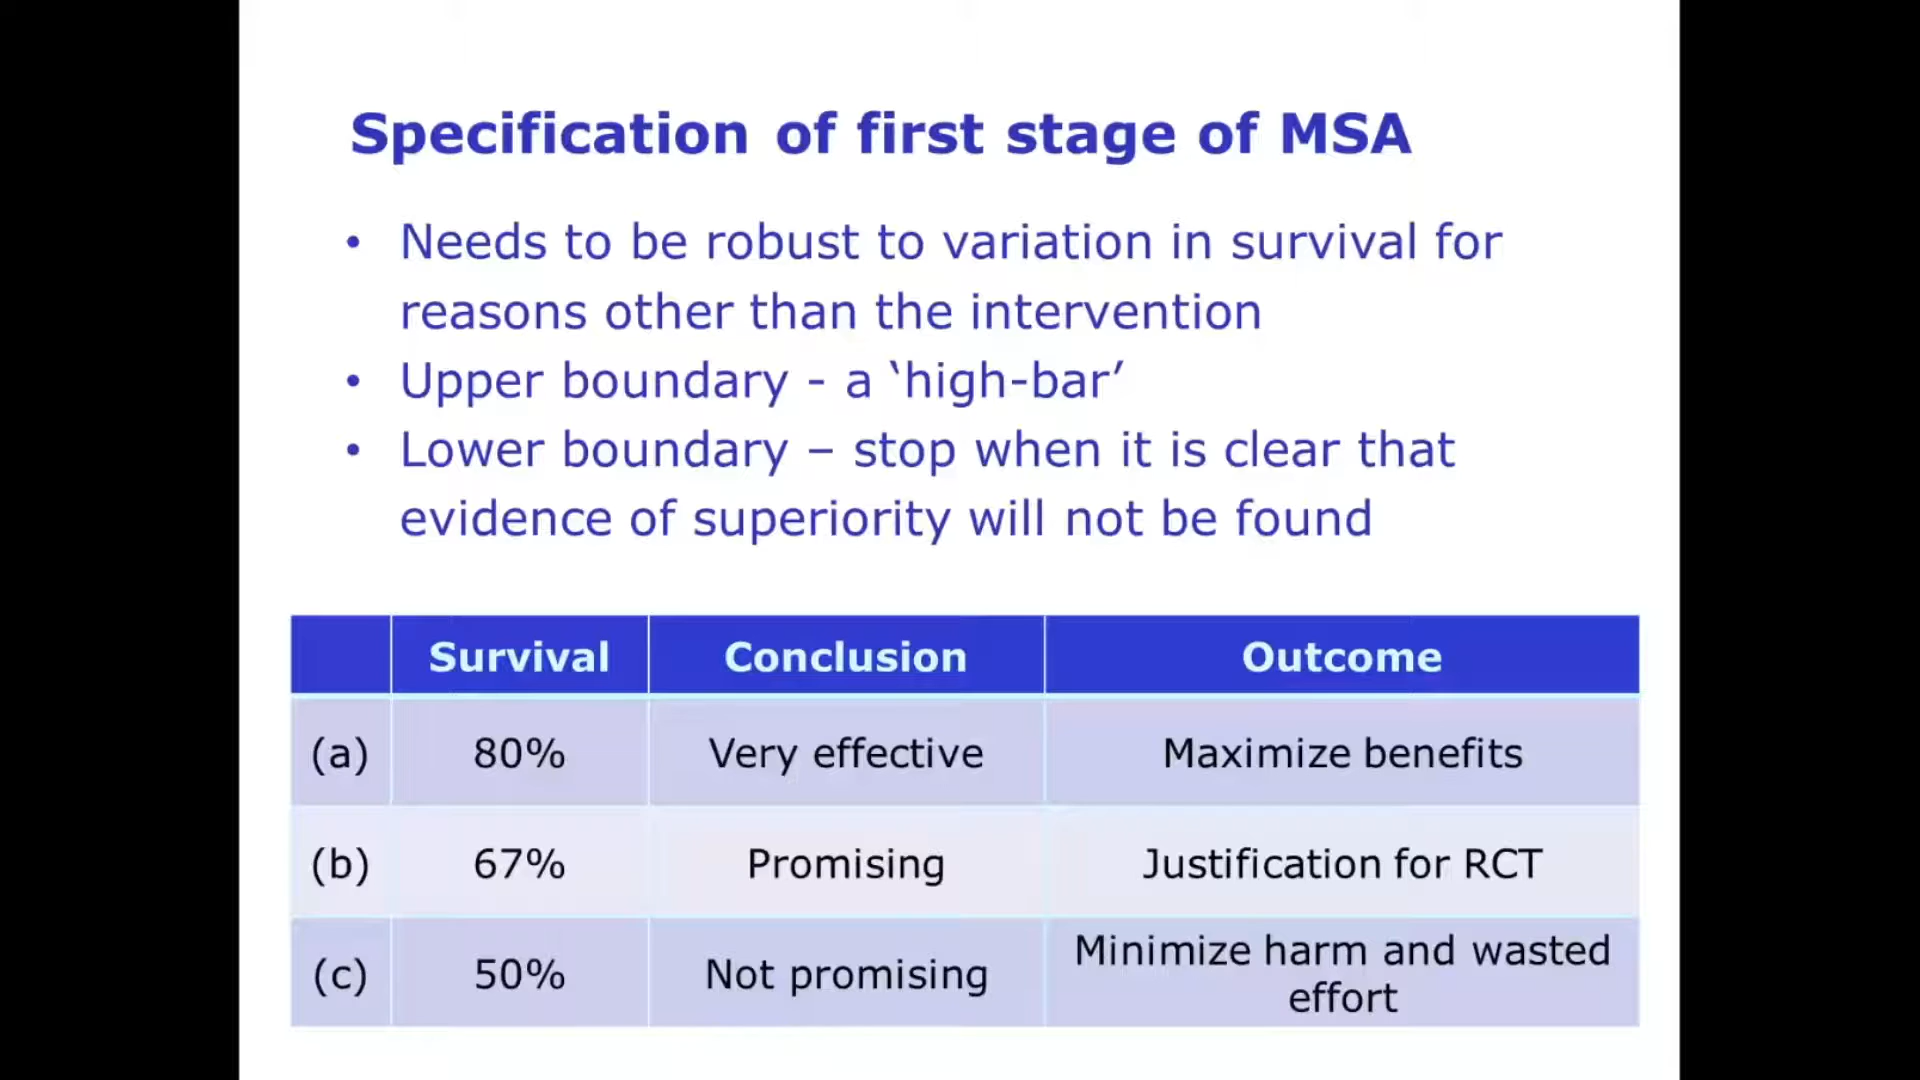 Specification of first stage of MSA
• Needs to be robust to variation in survival for
reasons other than the intervention
• Upper boundary - a ‘high-bar’
• Lower boundary – stop when it is clear that
evidence of superiority will not be found
Survival Conclusion Outcome
(a) 80% Very effective Maximize benefits
(b) 67% Promising Justification for RCT
(c) 50% Not promising Minimize harm and wasted
effort